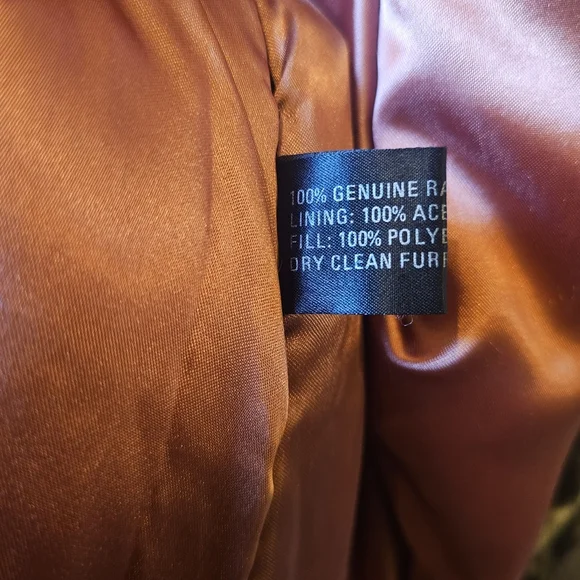 100% GENUINE RA
LINING: 100% ACE
FILL: 100% POLYE
DRY CLEAN FURR